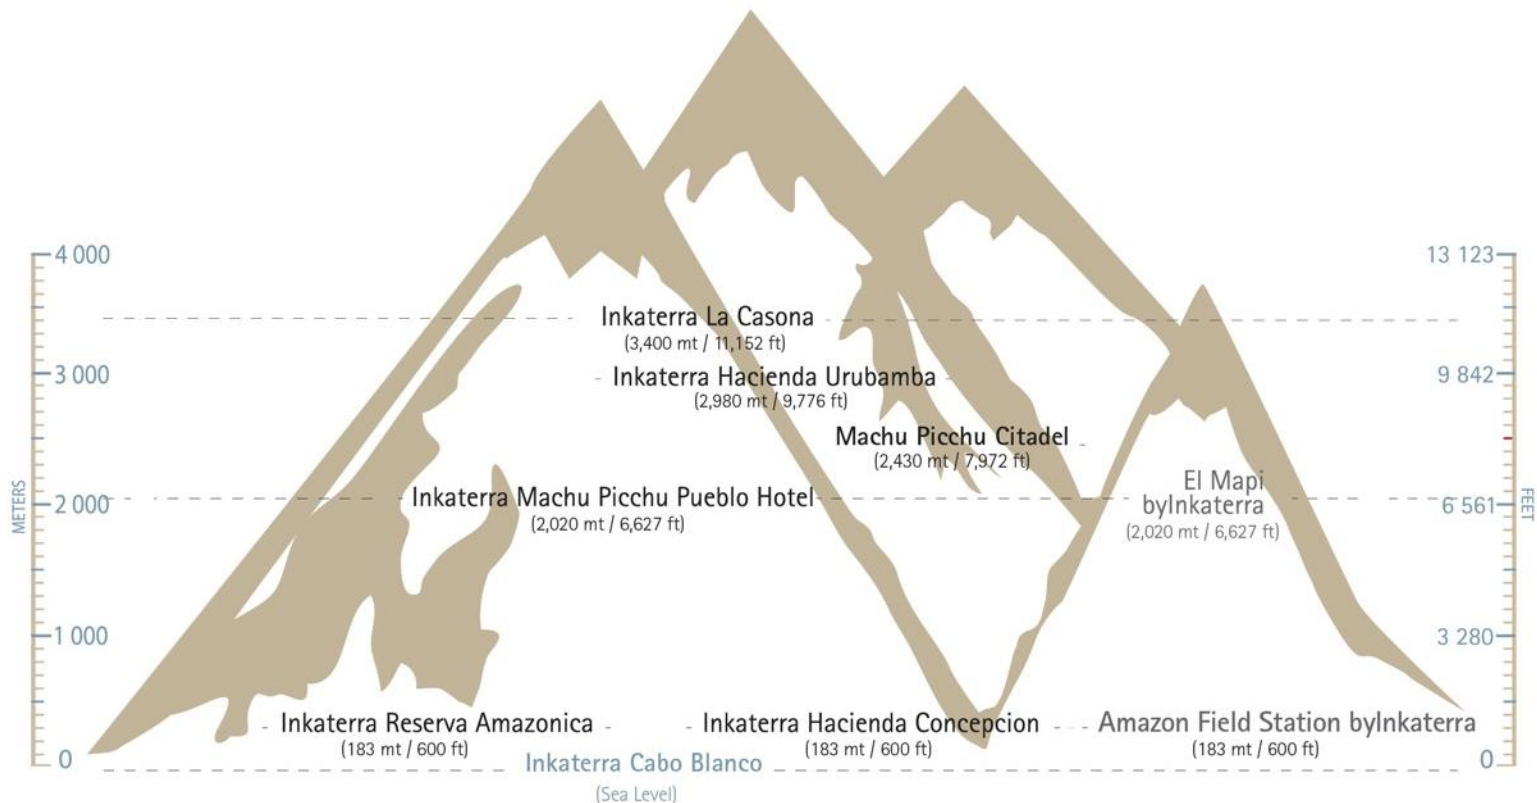 4 000
13 123
Inkaterra La Casona
(3,400 mt / 11,152 ft)
3 000
9 842
Inkaterra Hacienda Urubamba
(2,980 mt / 9,776 ft)
Machu Picchu Citadel
(2,430 mt / 7,972 ft)
El Mapi
byInkaterra
(2,020 mt / 6,627 ft)
Inkaterra Machu Picchu Pueblo Hotel
(2,020 mt / 6,627 ft)
METERS
2 000
6 561
FEET
1 000
3 280
Inkaterra Reserva Amazonica
(183 mt / 600 ft)
Inkaterra Hacienda Concepcion
(183 mt / 600 ft)
Amazon Field Station byInkaterra
(183 mt / 600 ft)
0
0
Inkaterra Cabo Blanco
(Sea Level)